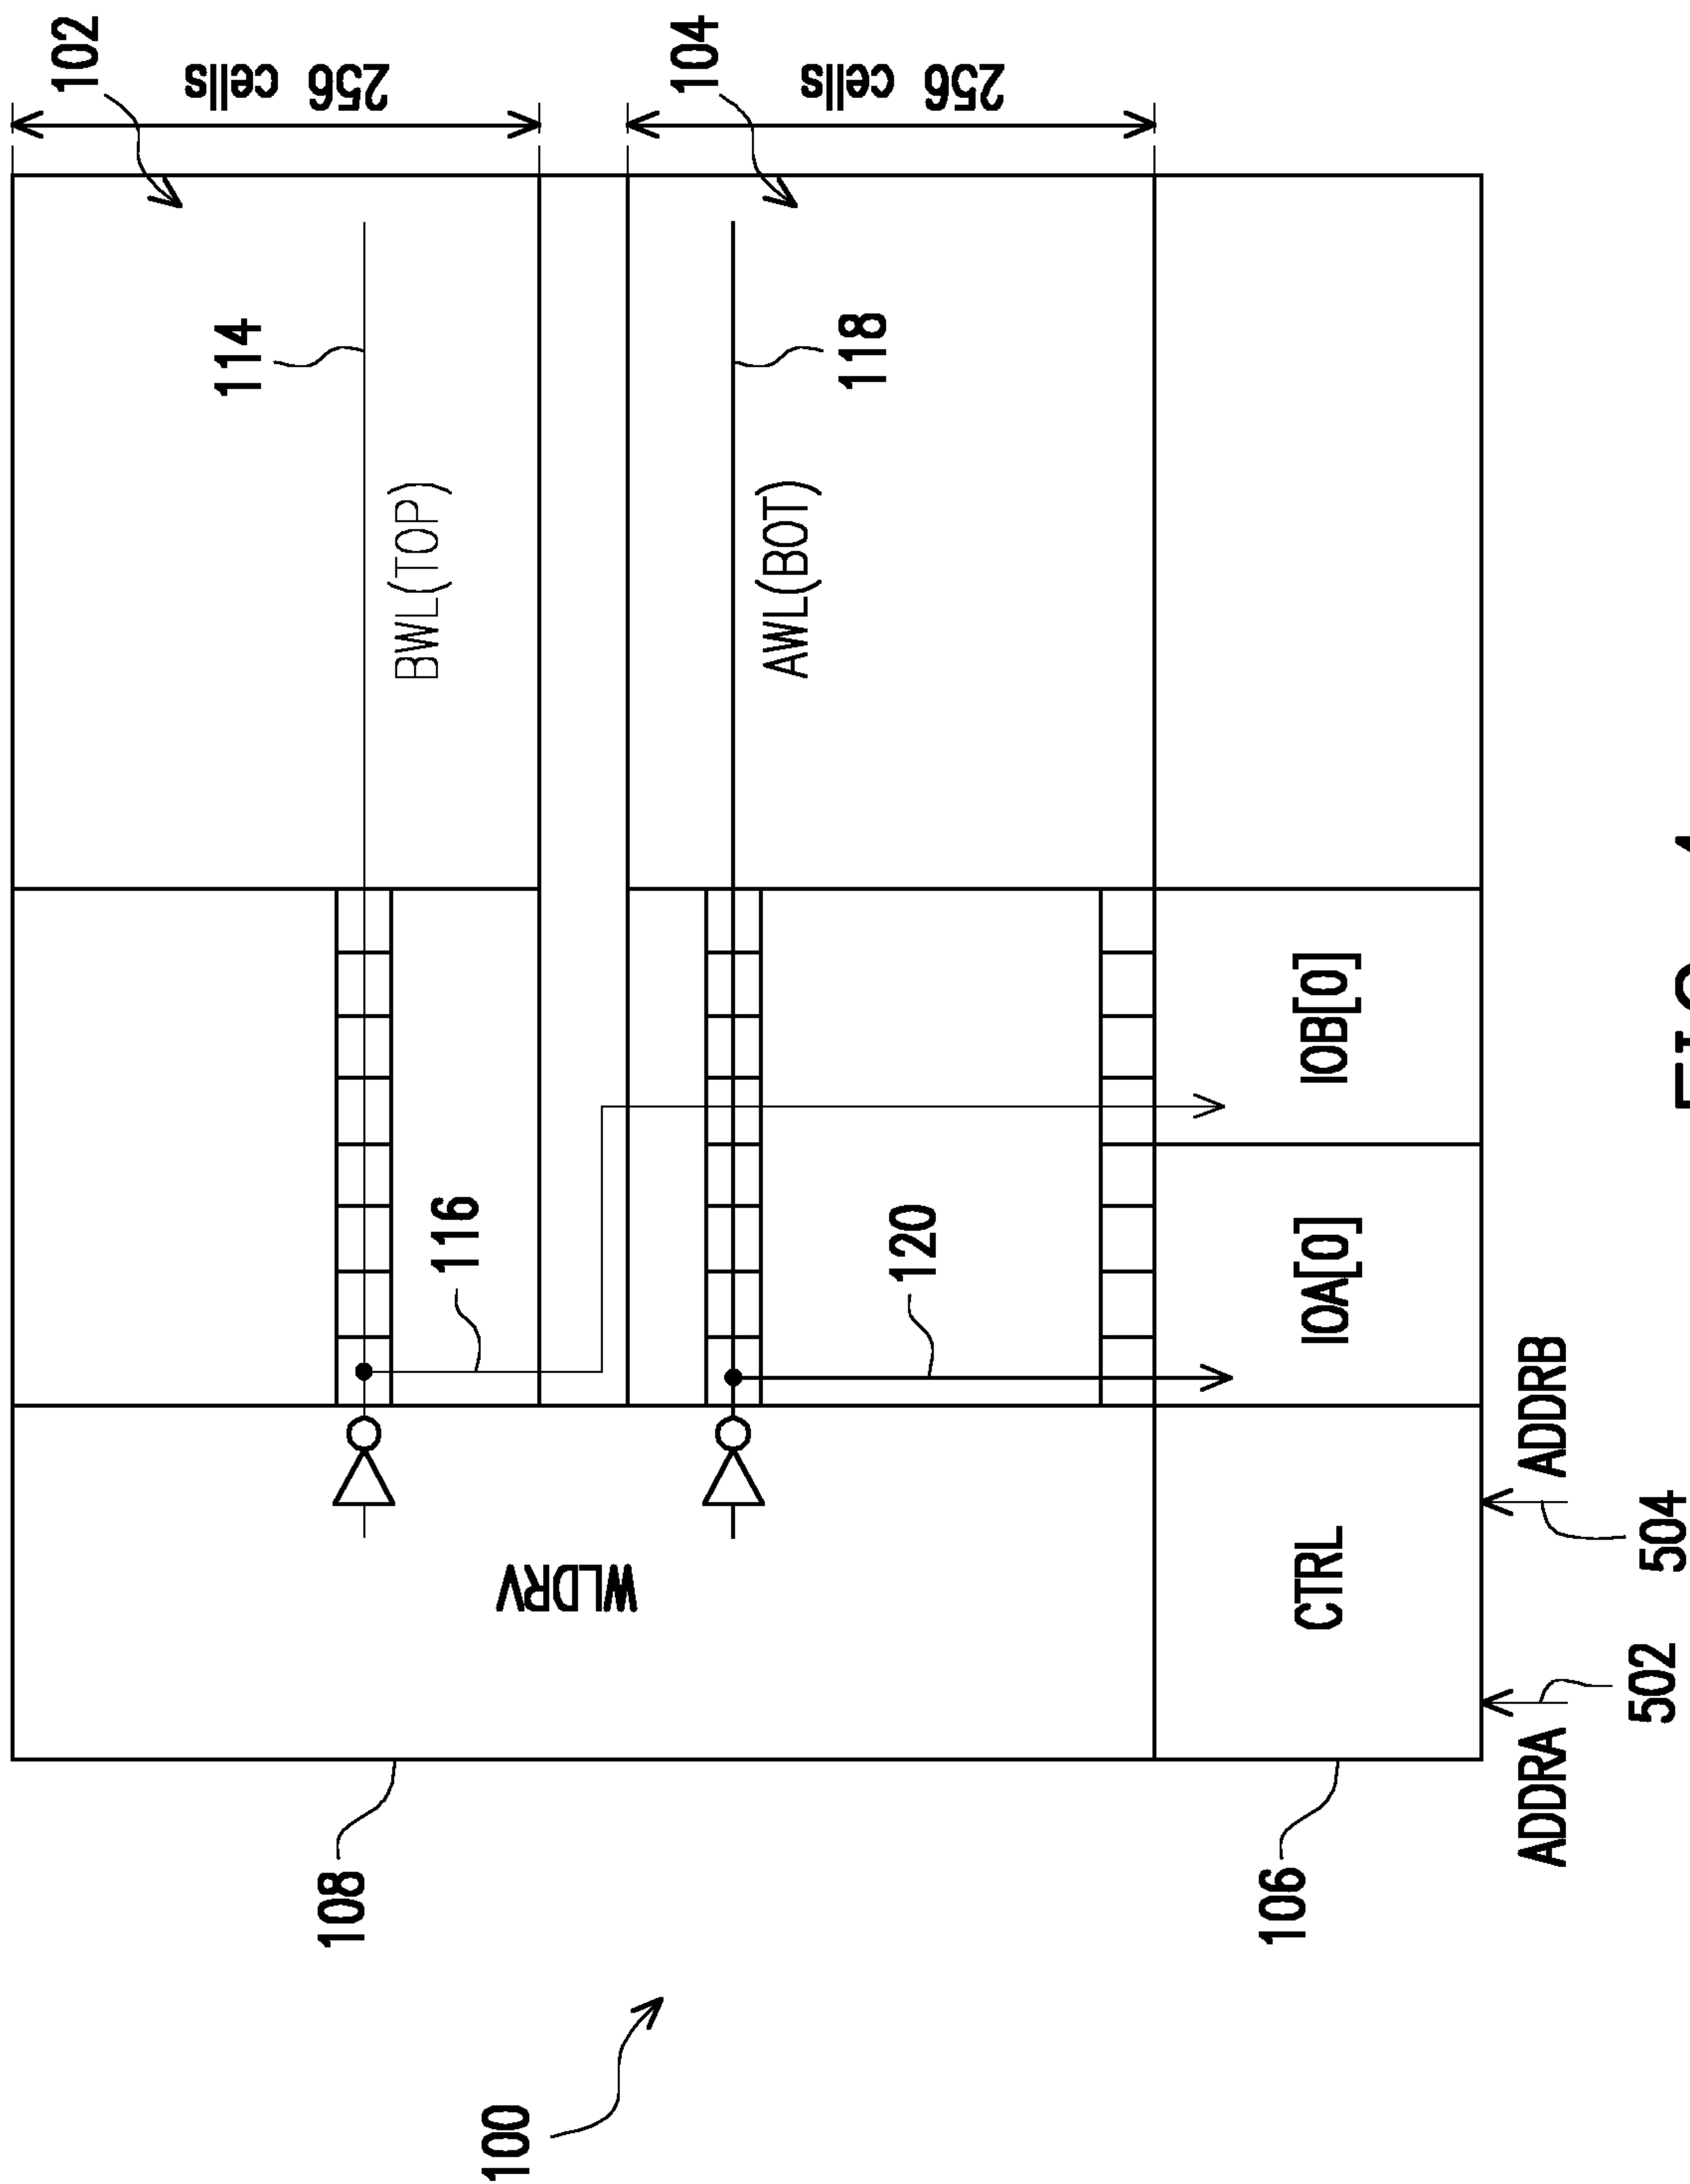 102
256 cells
104
256 cells
114
BWL(TOP)
118
AWL(BOT)
116
120
IOB[0]
IOA[0]
WLDRV
CTRL
ADDRB
504
ADDRA
502
108
106
100